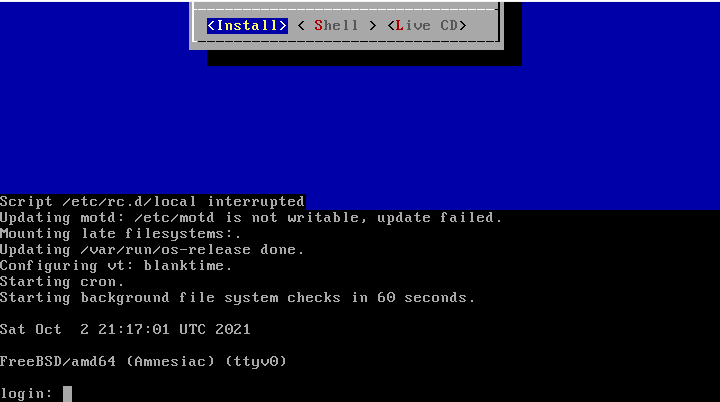 <Install> < Shell > <Live CD>
Script /etc/rc.d/local interrupted
Updating motd: /etc/motd is not writable, update failed.
Mounting late filesystems:.
Updating /var/run/os-release done.
Configuring vt: blanktime.
Starting cron.
Starting background file system checks in 60 seconds.
Sat Oct  2 21:17:01 UTC 2021
FreeBSD/amd64 (Amnesiac) (ttyv0)
login: